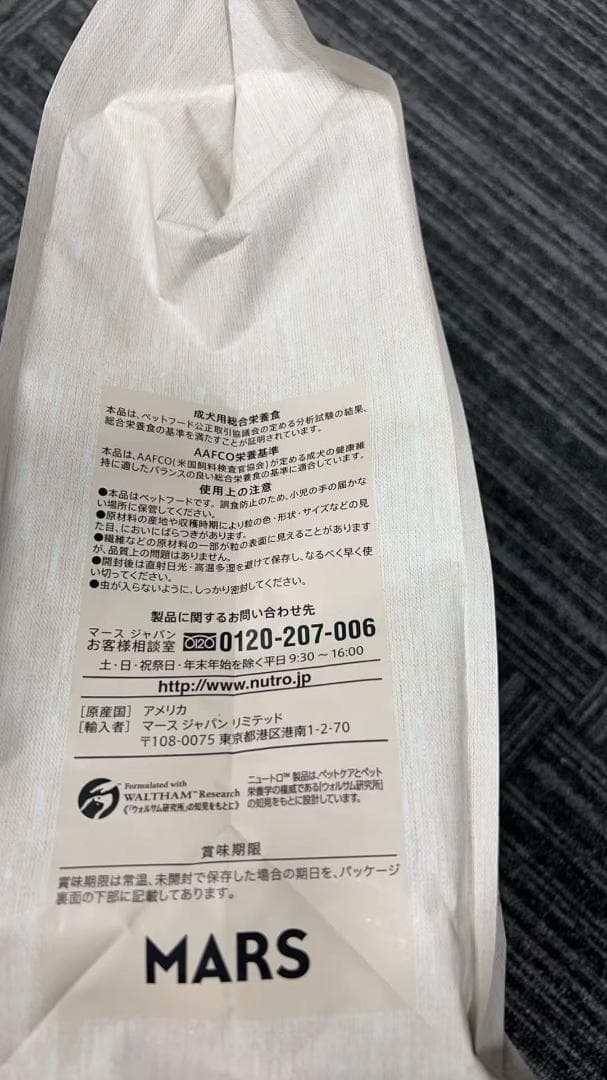 成犬用総合栄養食
本品は、ペットフード公正取引協議会の定める分析試験の結果、
総合栄養食の基準を満たすことが証明されています。
AAFCO栄養基準
本品は、AAFCO(米国飼料検査官協会)が定める成犬の健康維
持に適したバランスの良い総合栄養食の基準に適合しています。
使用上の注意
●本品はペットフードです。誤食防止のため、小児の手の届かな
い場所に保管してください。
●原材料の産地や収穫時期により粒の色・形状・サイズなどの見
た目、においにばらつきがあります。
●繊維などの原材料の一部が粒の表面に見えることがあります
が、品質上の問題はありません。
●開封後は直射日光・高温多湿を避けて保存し、なるべく早く使
い切ってください。
●虫が入らないように、しっかり密封してください。
製品に関するお問い合わせ先
マース ジャパン
お客様相談室 0120 0120-207-006
土・日・祝祭日・年末年始を除く平日 9:30 ～ 16:00
http://www.nutro.jp
[原産国] アメリカ
[輸入者] マース ジャパン リミテッド
〒108-0075 東京都港区港南1-2-70
Formulated with
WALTHAM™ Research
《「ウォルサム研究所」の知見をもとに》
ニュートロ™ 製品は、ペットケアとペット
栄養学の権威である「ウォルサム研究所」
の知見をもとに設計しています。
賞味期限
賞味期限は常温、未開封で保存した場合の期日を、パッケージ
裏面の下部に記載してあります。
MARS